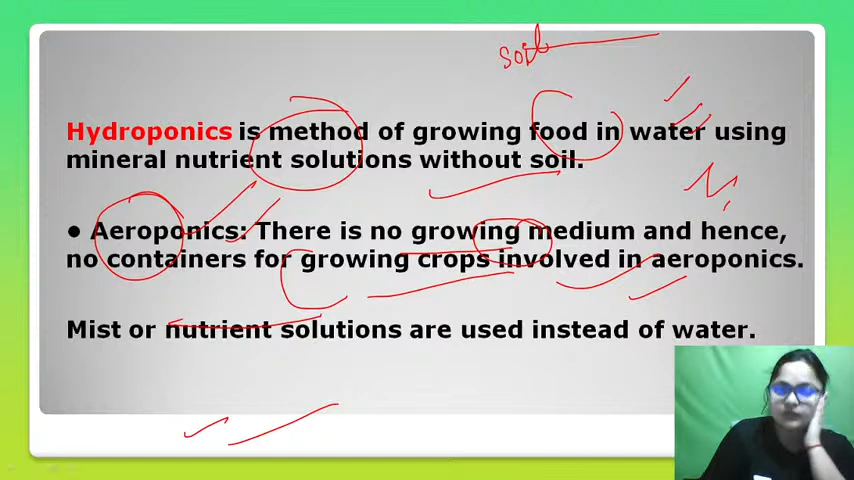 soil
Hydroponics is method of growing food in water using
mineral nutrient solutions without soil.
● Aeroponics: There is no growing medium and hence,
no containers for growing crops involved in aeroponics.
Mist or nutrient solutions are used instead of water.